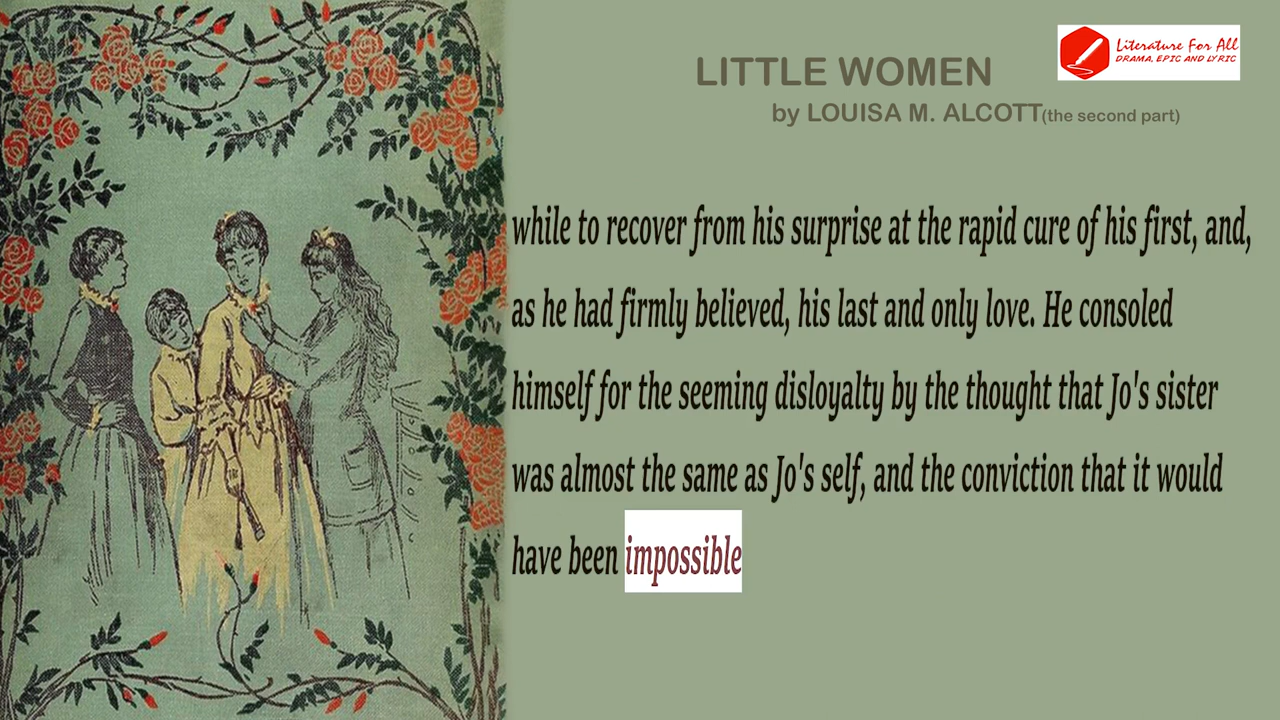 LITTLE WOMEN
by LOUISA M. ALCOTT(the second part)
Literature For All
DRAMA, EPIC AND LYRIC
while to recover from his surprise at the rapid cure of his first, and,
as he had firmly believed, his last and only love. He consoled
himself for the seeming disloyalty by the thought that Jo's sister
was almost the same as Jo's self, and the conviction that it would
have been impossible